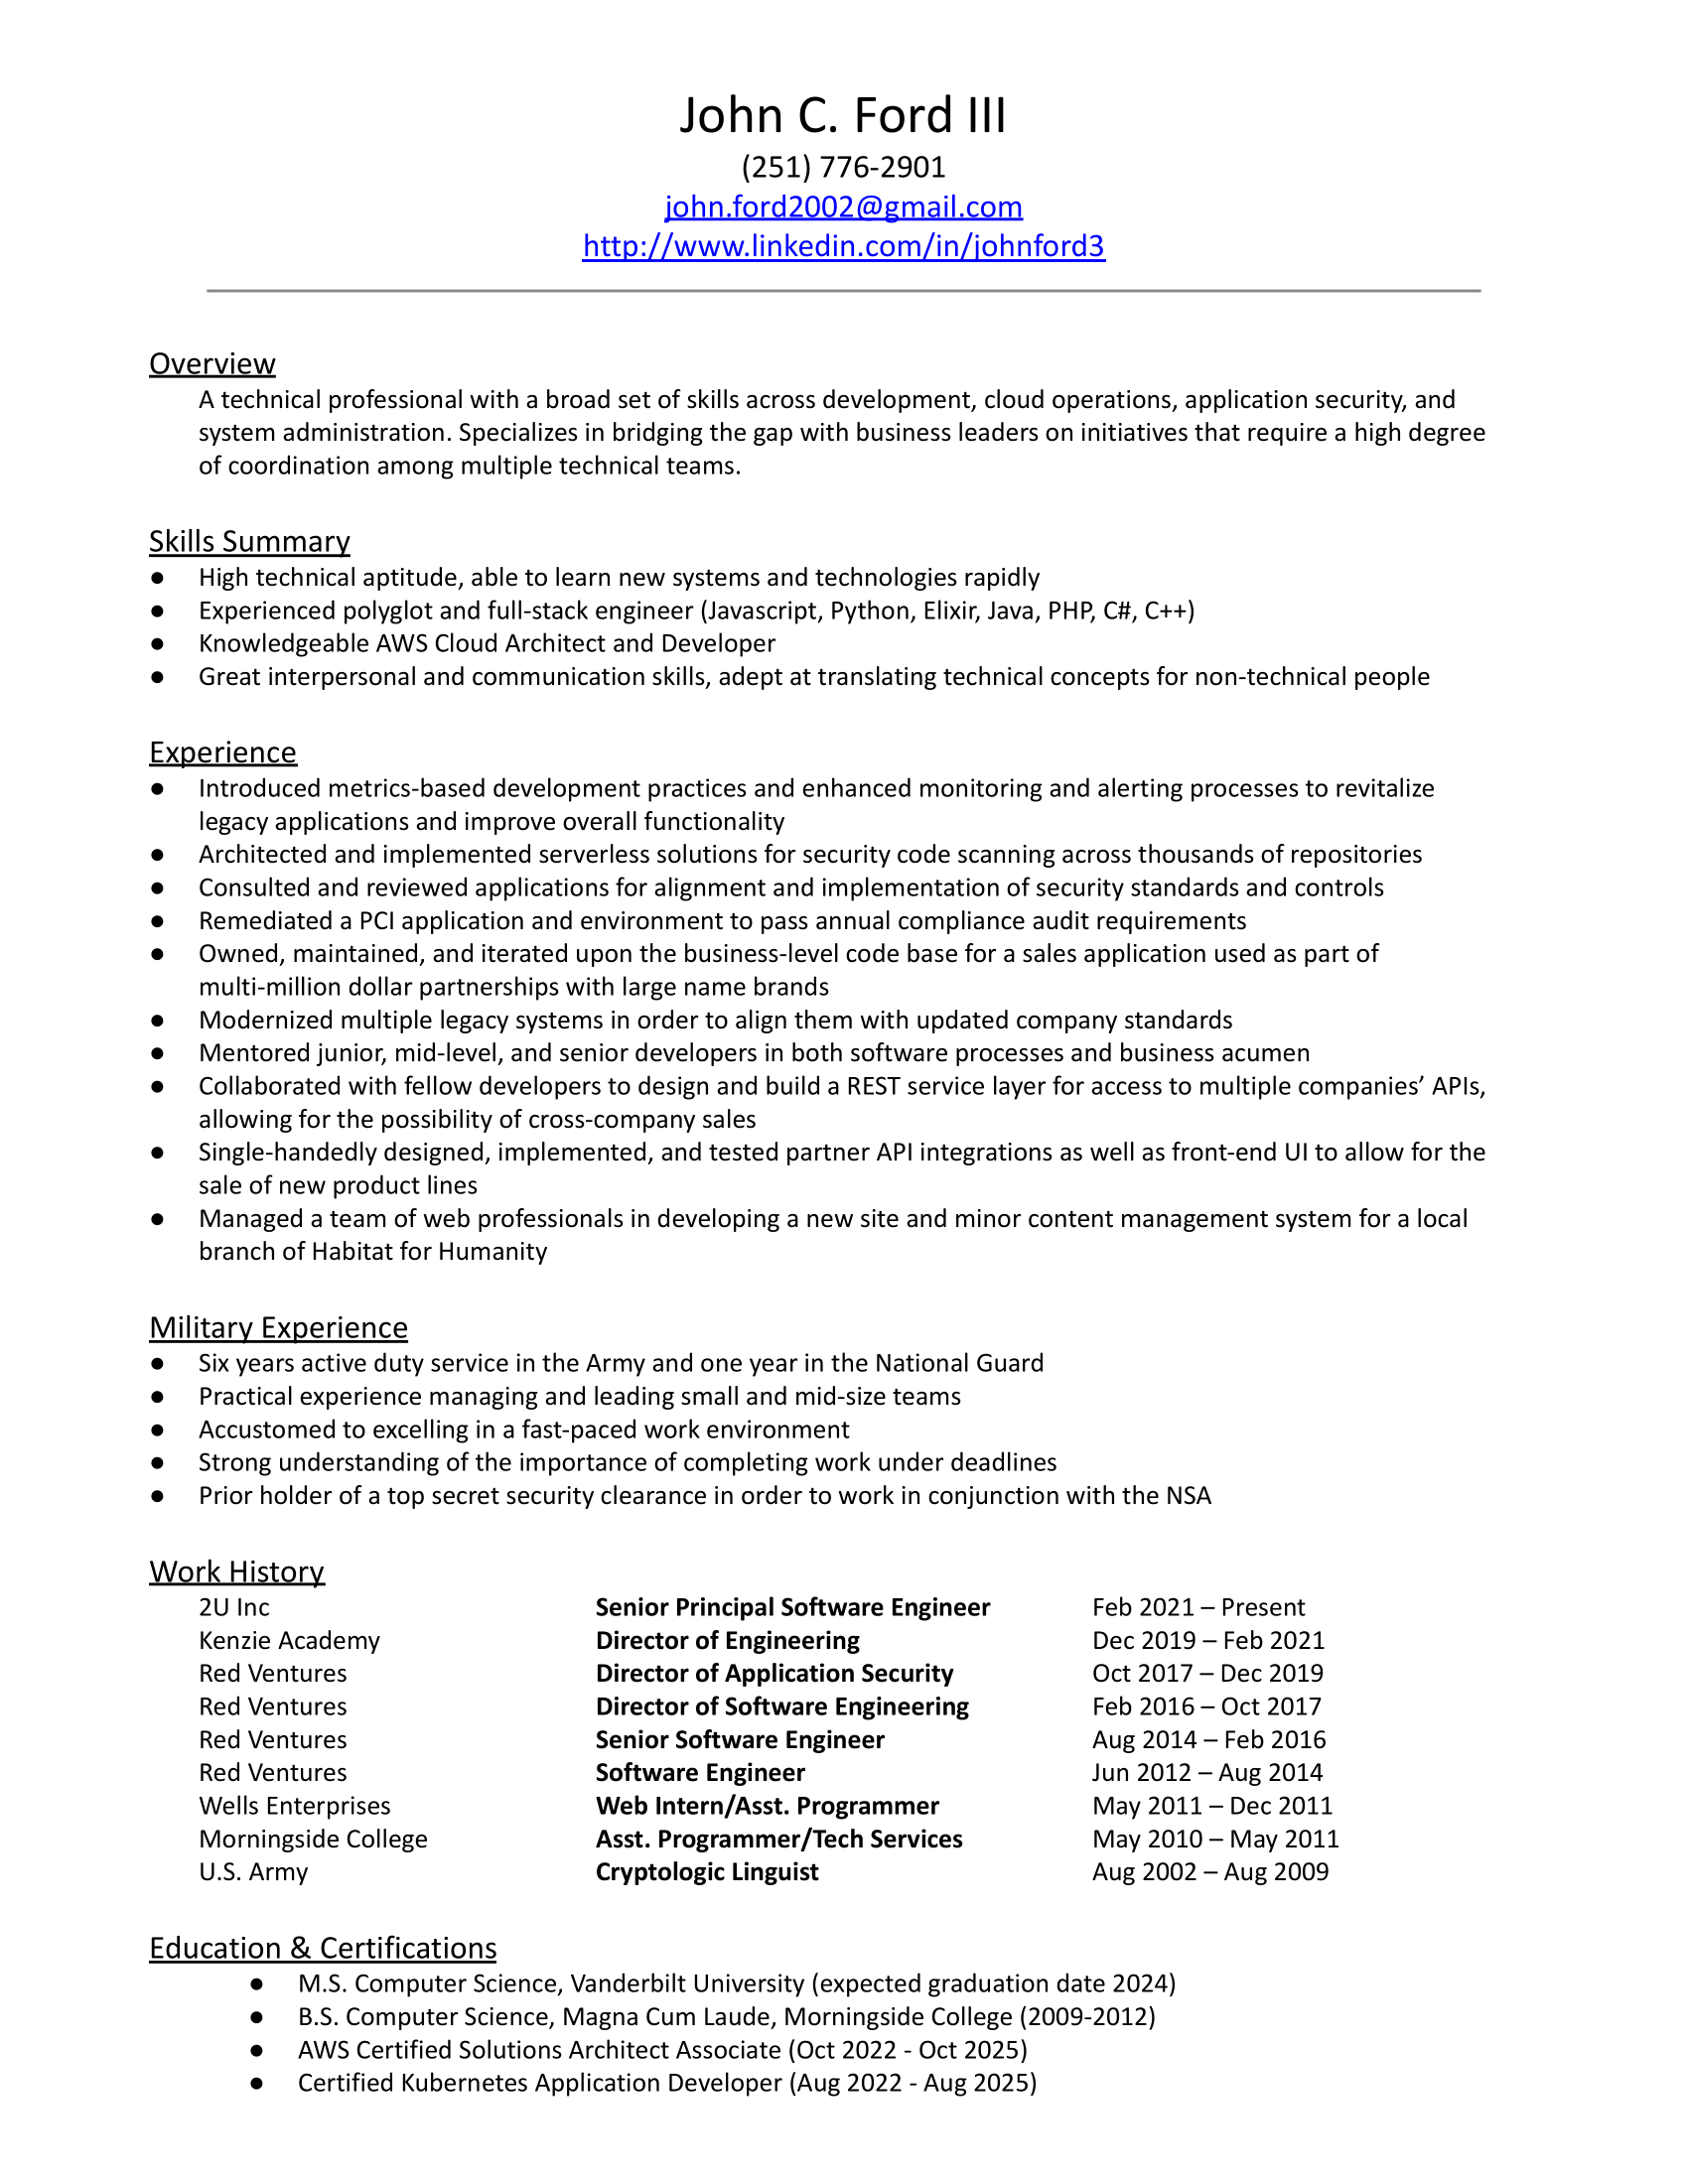 John C. Ford III
(251) 776-2901
john.ford2002@gmail.com
http://www.linkedin.com/in/johnford3
Overview
A technical professional with a broad set of skills across development, cloud operations, application security, and
system administration. Specializes in bridging the gap with business leaders on initiatives that require a high degree
of coordination among multiple technical teams.
Skills Summary
● High technical aptitude, able to learn new systems and technologies rapidly
● Experienced polyglot and full-stack engineer (Javascript, Python, Elixir, Java, PHP, C#, C++)
● Knowledgeable AWS Cloud Architect and Developer
● Great interpersonal and communication skills, adept at translating technical concepts for non-technical people
Experience
● Introduced metrics-based development practices and enhanced monitoring and alerting processes to revitalize
legacy applications and improve overall functionality
● Architected and implemented serverless solutions for security code scanning across thousands of repositories
● Consulted and reviewed applications for alignment and implementation of security standards and controls
● Remediated a PCI application and environment to pass annual compliance audit requirements
● Owned, maintained, and iterated upon the business-level code base for a sales application used as part of
multi-million dollar partnerships with large name brands
● Modernized multiple legacy systems in order to align them with updated company standards
● Mentored junior, mid-level, and senior developers in both software processes and business acumen
● Collaborated with fellow developers to design and build a REST service layer for access to multiple companies’ APIs,
allowing for the possibility of cross-company sales
● Single-handedly designed, implemented, and tested partner API integrations as well as front-end UI to allow for the
sale of new product lines
● Managed a team of web professionals in developing a new site and minor content management system for a local
branch of Habitat for Humanity
Military Experience
● Six years active duty service in the Army and one year in the National Guard
● Practical experience managing and leading small and mid-size teams
● Accustomed to excelling in a fast-paced work environment
● Strong understanding of the importance of completing work under deadlines
● Prior holder of a top secret security clearance in order to work in conjunction with the NSA
Work History
2U Inc Senior Principal Software Engineer Feb 2021 – Present
Kenzie Academy Director of Engineering Dec 2019 – Feb 2021
Red Ventures Director of Application Security Oct 2017 – Dec 2019
Red Ventures Director of Software Engineering Feb 2016 – Oct 2017
Red Ventures Senior Software Engineer Aug 2014 – Feb 2016
Red Ventures Software Engineer Jun 2012 – Aug 2014
Wells Enterprises Web Intern/Asst. Programmer May 2011 – Dec 2011
Morningside College Asst. Programmer/Tech Services May 2010 – May 2011
U.S. Army Cryptologic Linguist Aug 2002 – Aug 2009
Education & Certifications
● M.S. Computer Science, Vanderbilt University (expected graduation date 2024)
● B.S. Computer Science, Magna Cum Laude, Morningside College (2009-2012)
● AWS Certified Solutions Architect Associate (Oct 2022 - Oct 2025)
● Certified Kubernetes Application Developer (Aug 2022 - Aug 2025)